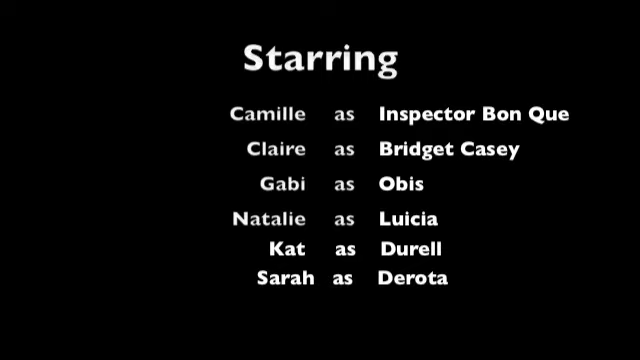 Starring
Camille as Inspector Bon Que
Claire as Bridget Casey
Gabi as Obis
Natalie as Luicia
Kat as Durell
Sarah as Derota